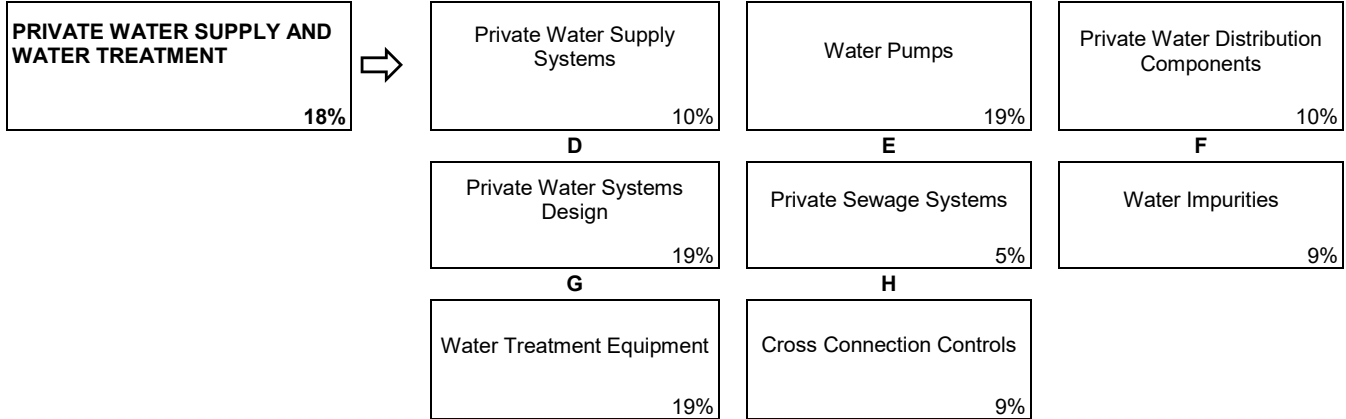 PRIVATE WATER SUPPLY AND
WATER TREATMENT
18%
Private Water Supply
Systems
10%
Water Pumps
19%
Private Water Distribution
Components
10%
D
E
F
Private Water Systems
Design
19%
Private Sewage Systems
5%
Water Impurities
9%
G
H
Water Treatment Equipment
19%
Cross Connection Controls
9%